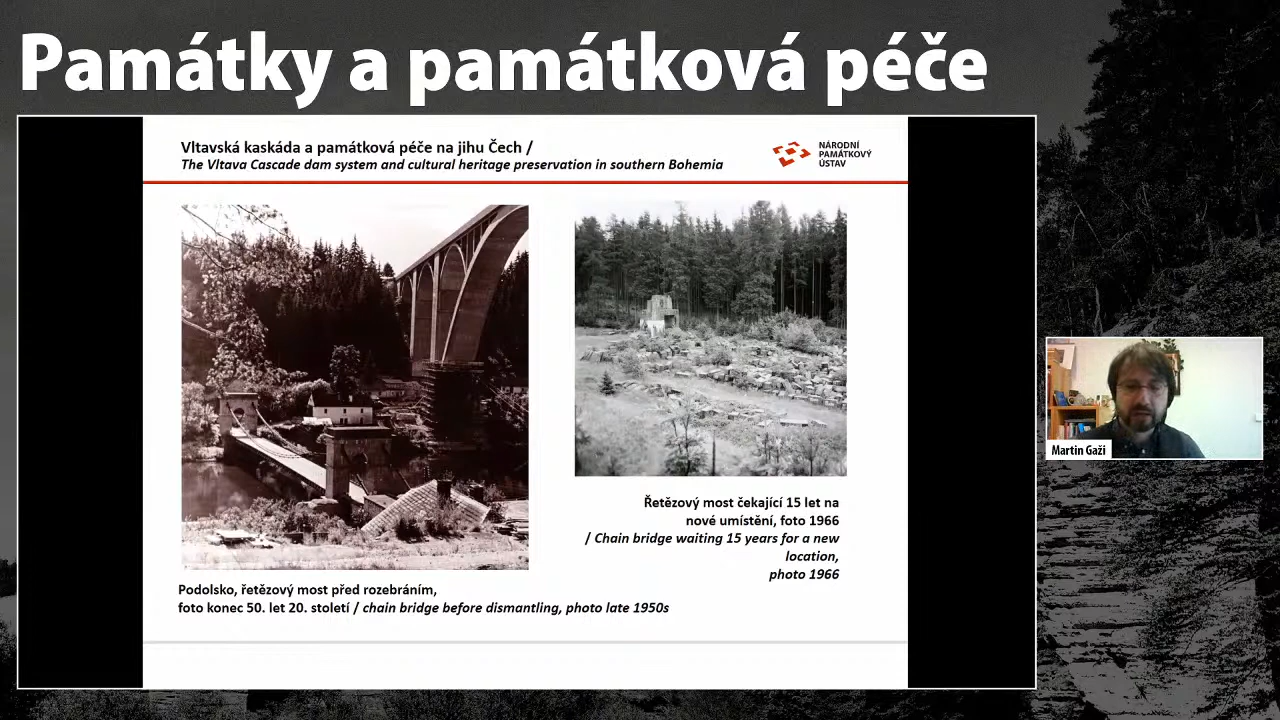 Památky a památková péče
Vltavská kaskáda a památková péče na jihu Čech /
The Vltava Cascade dam system and cultural heritage preservation in southern Bohemia
NÁRODNÍ
PAMÁTKOVÝ
ÚSTAV
Řetězový most čekající 15 let na
nové umístění, foto 1966
/ Chain bridge waiting 15 years for a new
location,
photo 1966
Podolsko, řetězový most před rozebráním,
foto konec 50. let 20. století / chain bridge before dismantling, photo late 1950s
Martin Gaži